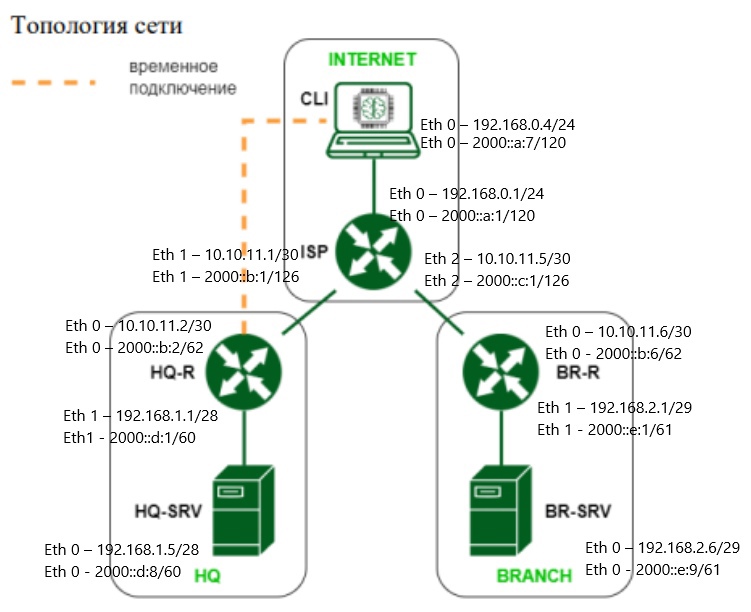 Топология сети
INTERNET
временное
подключение
CLI
Eth 0 – 192.168.0.4/24
Eth 0 – 2000::a:7/120
Eth 0 – 192.168.0.1/24
Eth 0 – 2000::a:1/120
ISP
Eth 1 – 10.10.11.1/30
Eth 1 – 2000::b:1/126
Eth 2 – 10.10.11.5/30
Eth 2 – 2000::c:1/126
Eth 0 – 10.10.11.2/30
Eth 0 – 2000::b:2/62
HQ-R
Eth 1 – 192.168.1.1/28
Eth1 - 2000::d:1/60
HQ-SRV
Eth 0 – 192.168.1.5/28
Eth 0 - 2000::d:8/60
HQ
Eth 0 – 10.10.11.6/30
Eth 0 - 2000::b:6/62
BR-R
Eth 1 – 192.168.2.1/29
Eth 1 - 2000::e:1/61
BR-SRV
Eth 0 – 192.168.2.6/29
Eth 0 - 2000::e:9/61
BRANCH